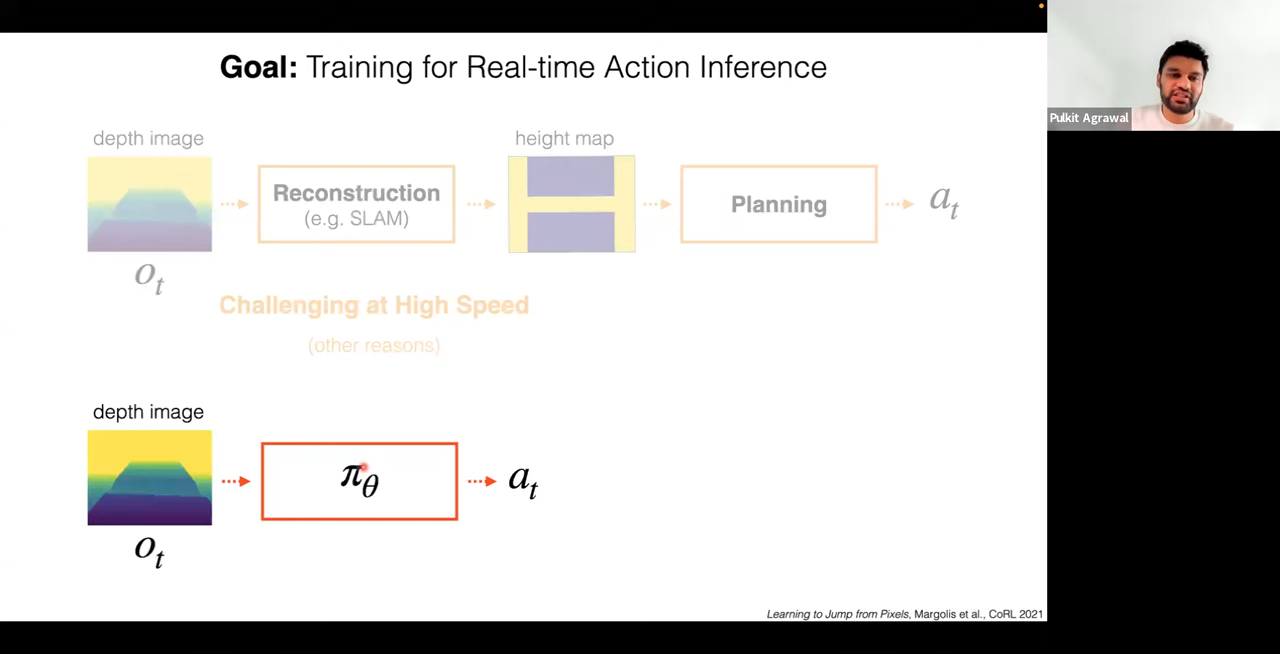 Goal: Training for Real-time Action Inference
Pulkit Agrawal
depth image
height map
Reconstruction
(e.g. SLAM)
Planning
a_t
o_t
Challenging at High Speed
(other reasons)
depth image
π_θ
a_t
o_t
Learning to Jump from Pixels, Margolis et al., CoRL 2021